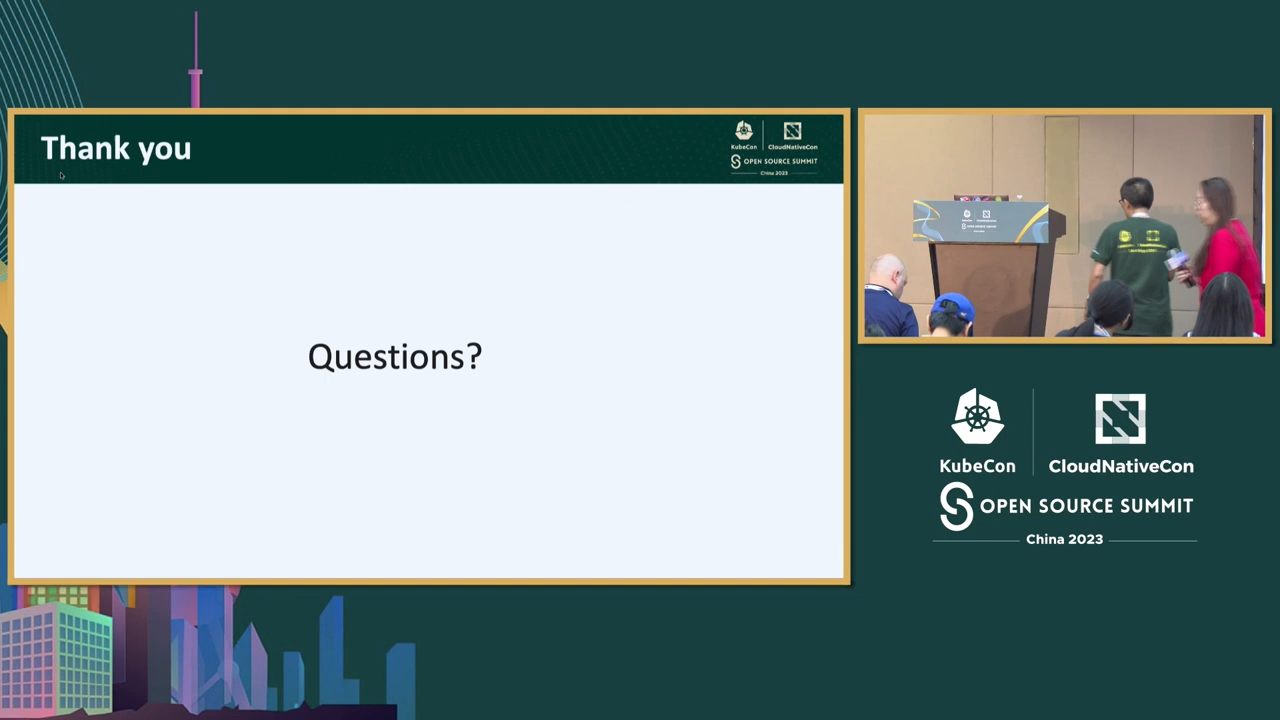 Thank you
KubeCon
CloudNativeCon
OPEN SOURCE SUMMIT
China 2023
Questions?
KubeCon
CloudNativeCon
OPEN SOURCE SUMMIT
China 2023